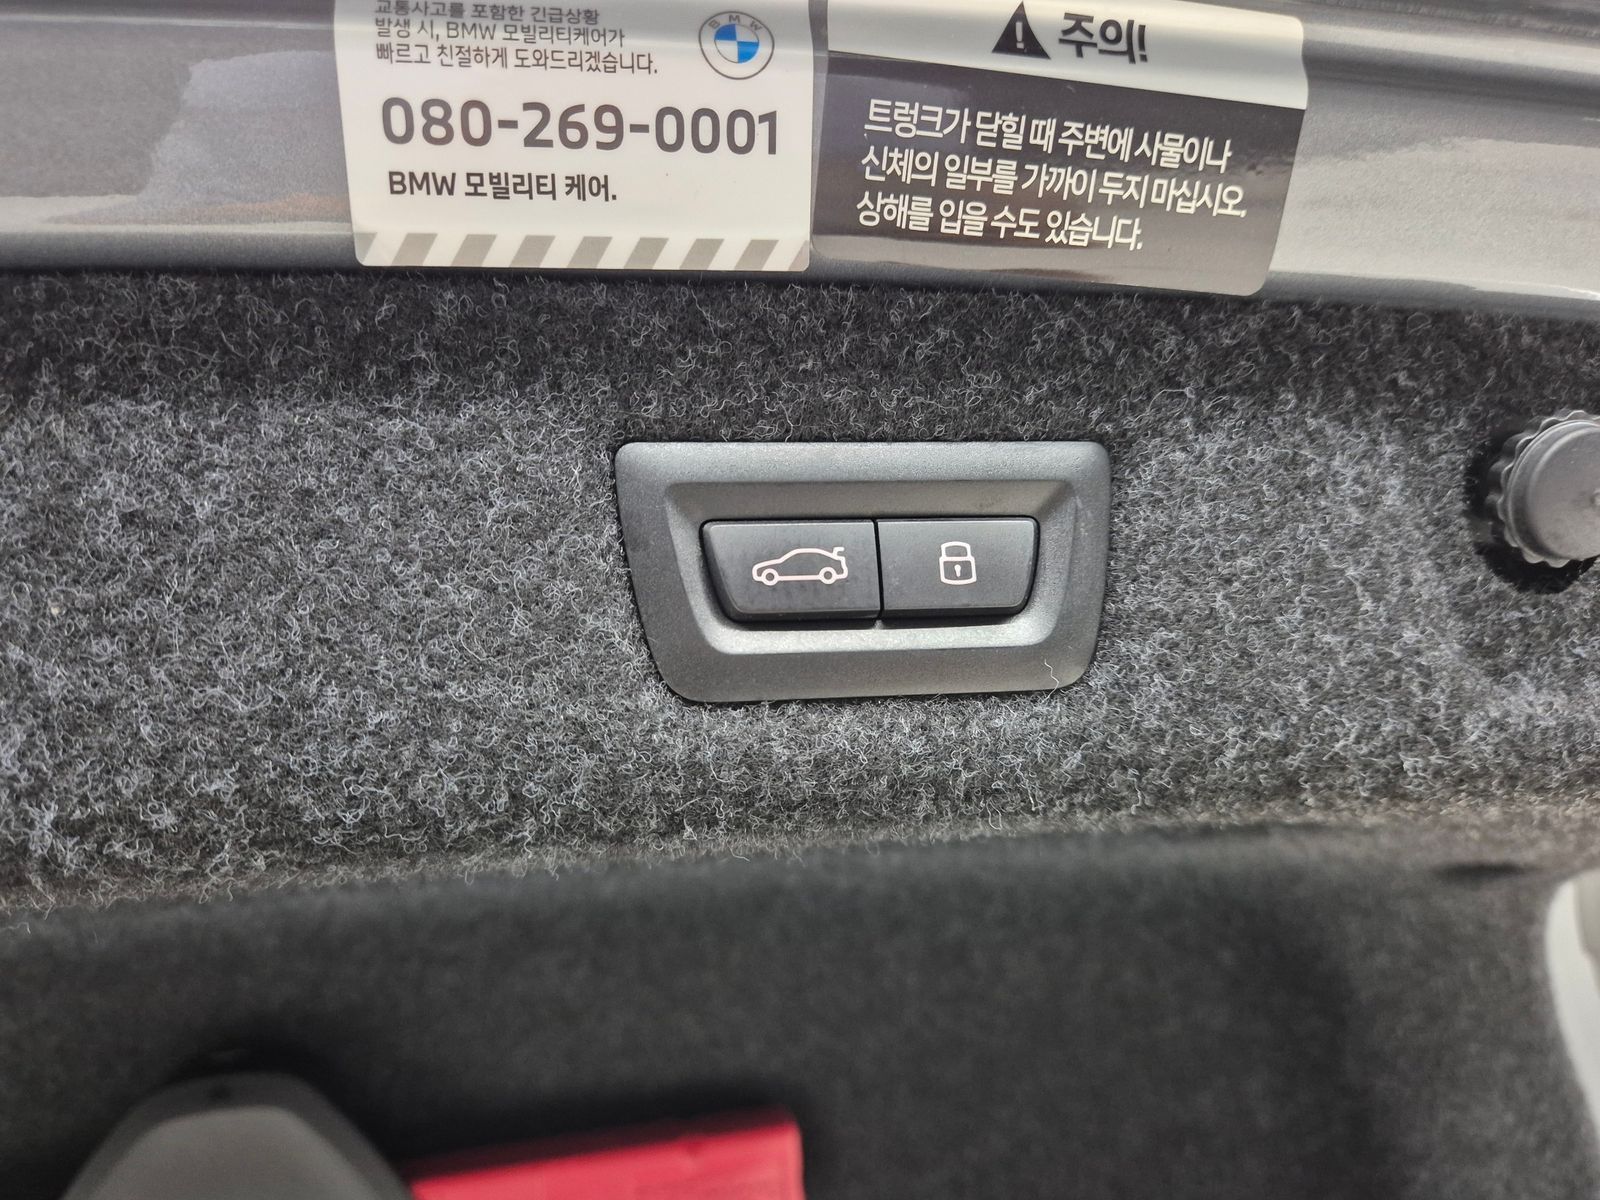 교통사고를 포함한 긴급상황
발생 시, BMW 모빌리티케어가
빠르고 친절하게 도와드리겠습니다.
BMW
080-269-0001
BMW 모빌리티 케어.
주의!
트렁크가 닫힐 때 주변에 사물이나
신체의 일부를 가까이 두지 마십시오.
상해를 입을 수도 있습니다.